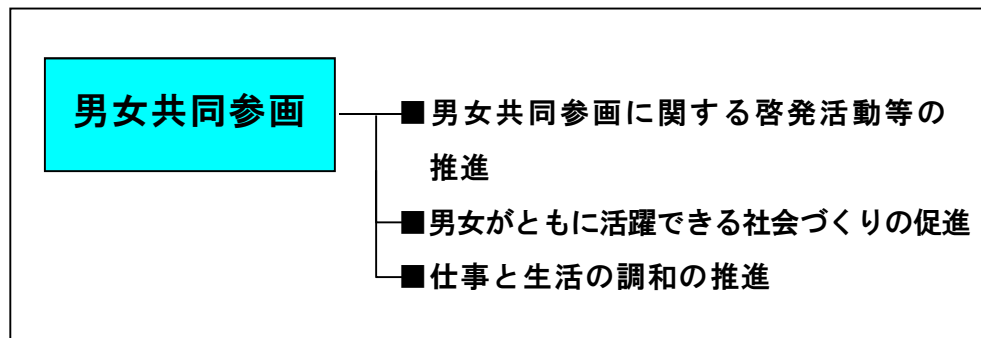 男女共同参画
■男女共同参画に関する啓発活動等の
推進
■男女がともに活躍できる社会づくりの促進
■仕事と生活の調和の推進